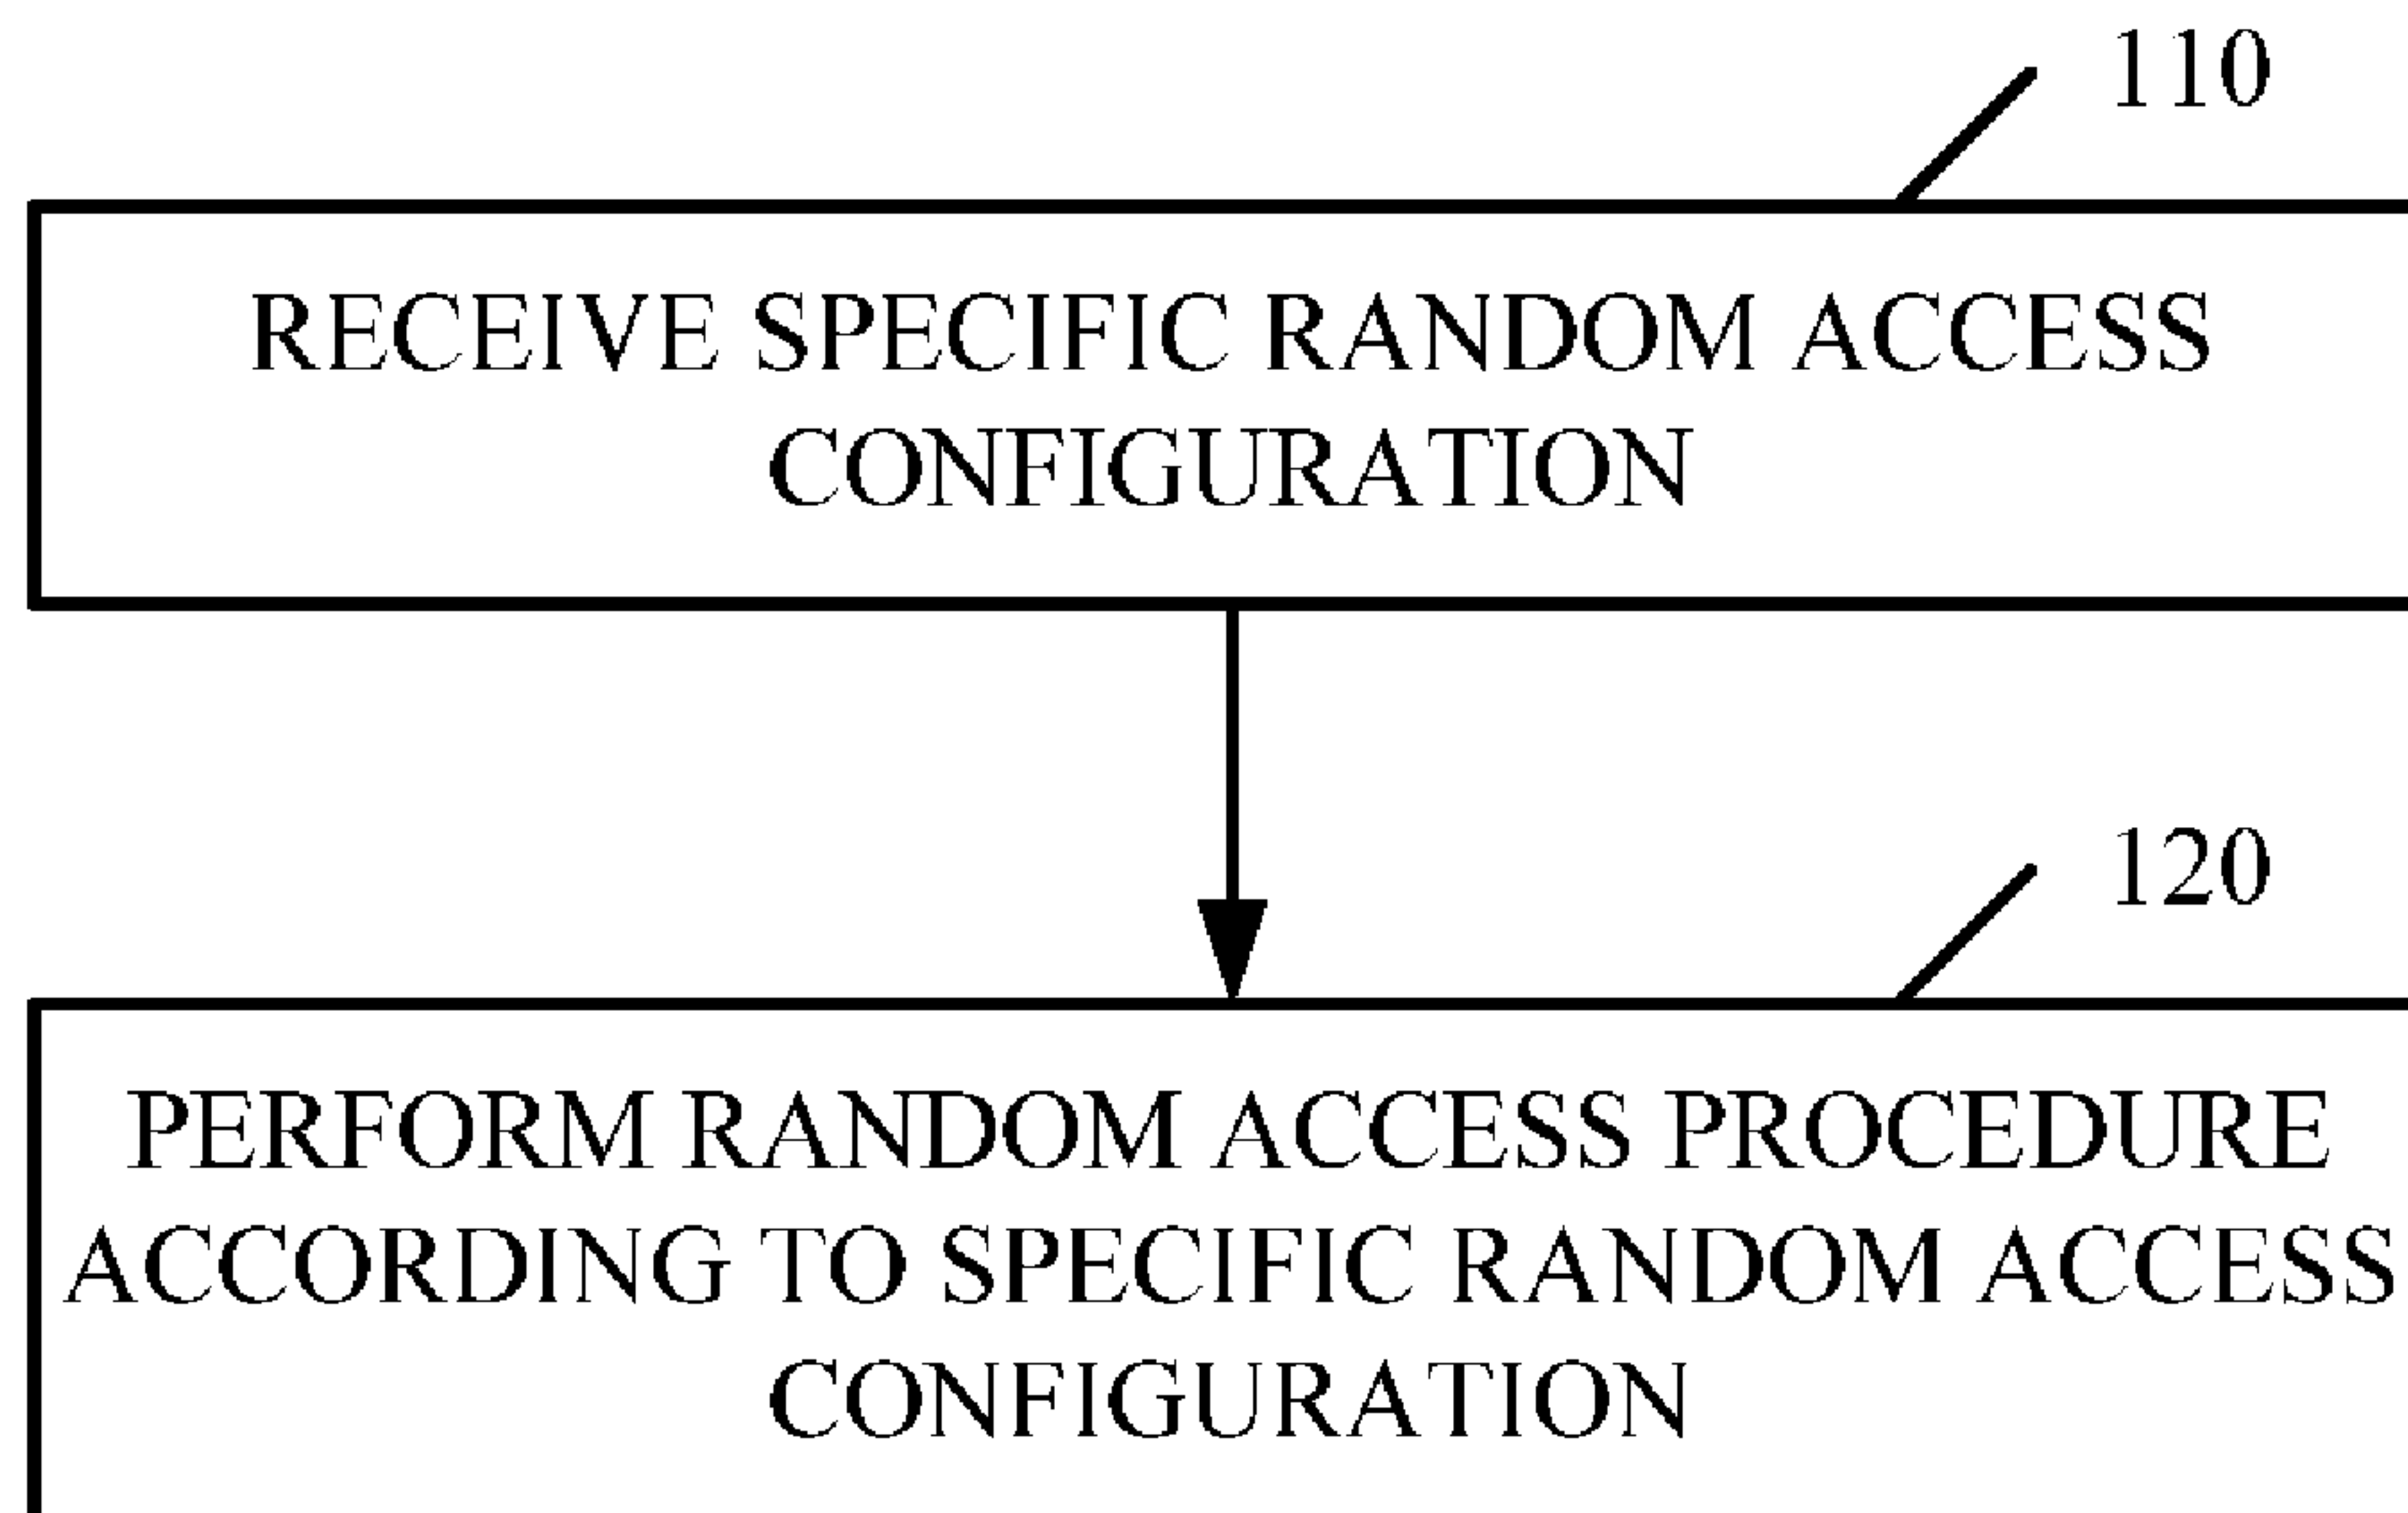 110
RECEIVE SPECIFIC RANDOM ACCESS
CONFIGURATION
120
PERFORM RANDOM ACCESS PROCEDURE
ACCORDING TO SPECIFIC RANDOM ACCESS
CONFIGURATION